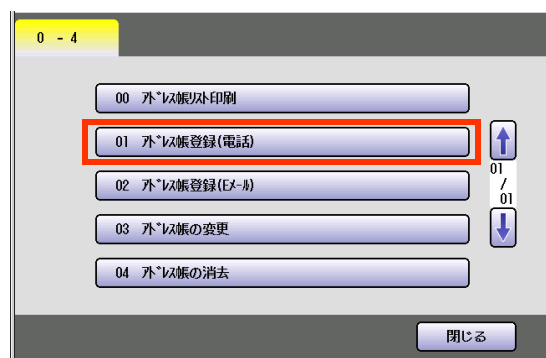 0 - 4
00 ｱﾄﾞﾚｽ帳ﾘｽﾄ印刷
01 ｱﾄﾞﾚｽ帳登録(電話)
02 ｱﾄﾞﾚｽ帳登録(Eﾒｰﾙ)
03 ｱﾄﾞﾚｽ帳の変更
04 ｱﾄﾞﾚｽ帳の消去
01
/
01
閉じる